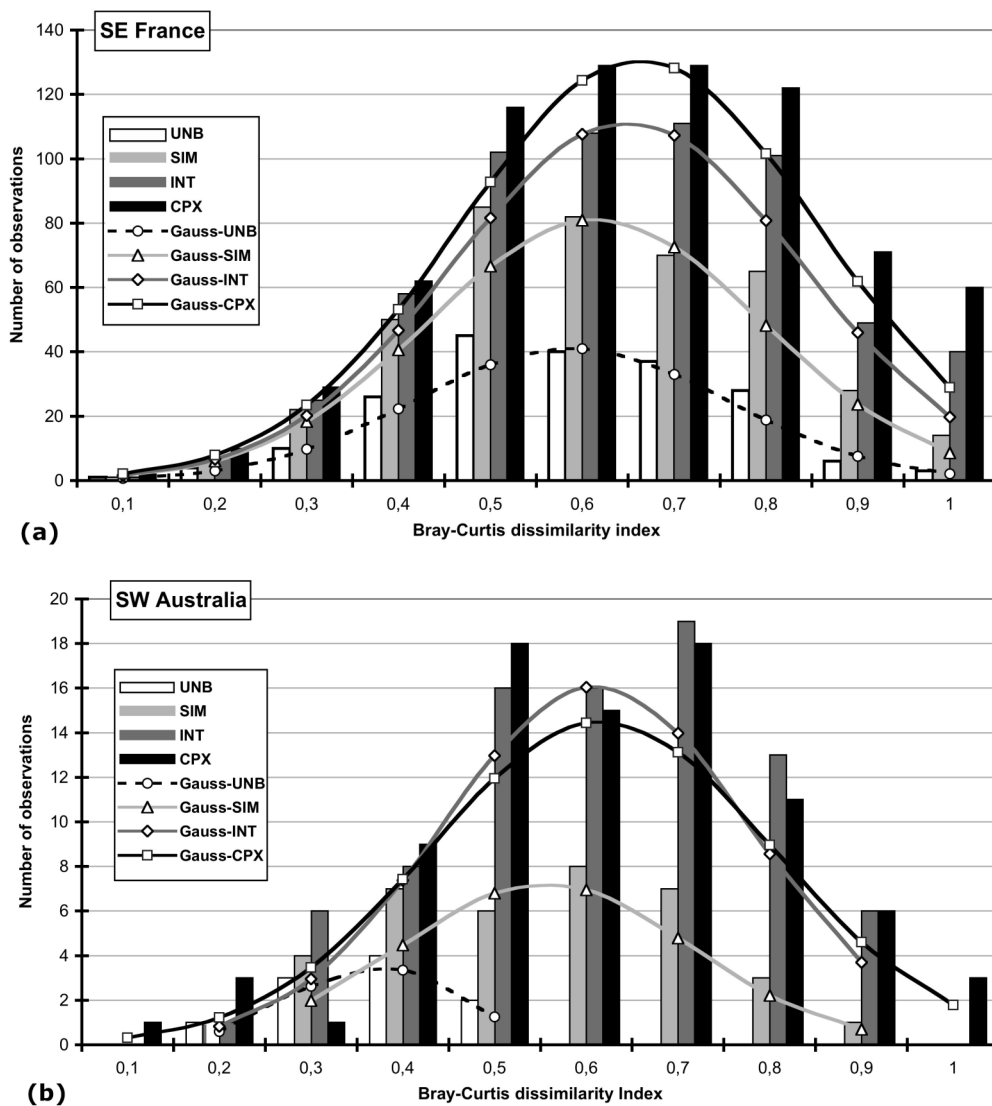 SE France
140
120
100
80
60
40
20
0
Number of observations
UNB
SIM
INT
CPX
Gauss-UNB
Gauss-SIM
Gauss-INT
Gauss-CPX
0,1 0,2 0,3 0,4 0,5 0,6 0,7 0,8 0,9 1
Bray-Curtis dissimilarity index
(a)
SW Australia
20
18
16
14
12
10
8
6
4
2
0
Number of observations
UNB
SIM
INT
CPX
Gauss-UNB
Gauss-SIM
Gauss-INT
Gauss-CPX
0,1 0,2 0,3 0,4 0,5 0,6 0,7 0,8 0,9 1
Bray-Curtis dissimilarity Index
(b)